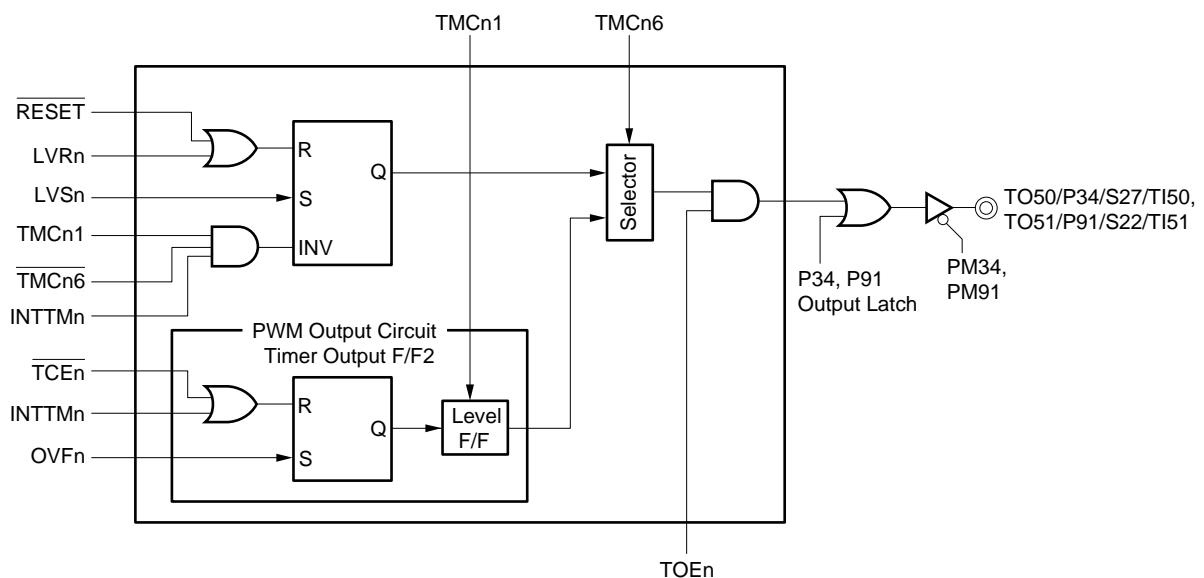 TMCn1
TMCn6
RESET
LVRn
LVSn
TMCn1
TMCn6
INTTMn
R
S
INV
Q
Selector
TO50/P34/S27/TI50,
TO51/P91/S22/TI51
P34, P91
Output Latch
PM34,
PM91
PWM Output Circuit
Timer Output F/F2
TCEn
INTTMn
OVFn
R
S
Q
Level
F/F
TOEn